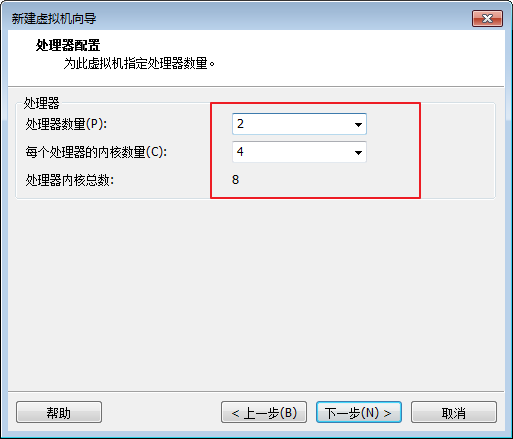 新建虚拟机向导
处理器配置
为此虚拟机指定处理器数量。
处理器
处理器数量(P): 2
每个处理器的内核数量(C): 4
处理器内核总数: 8
帮助 < 上一步(B) 下一步(N) > 取消